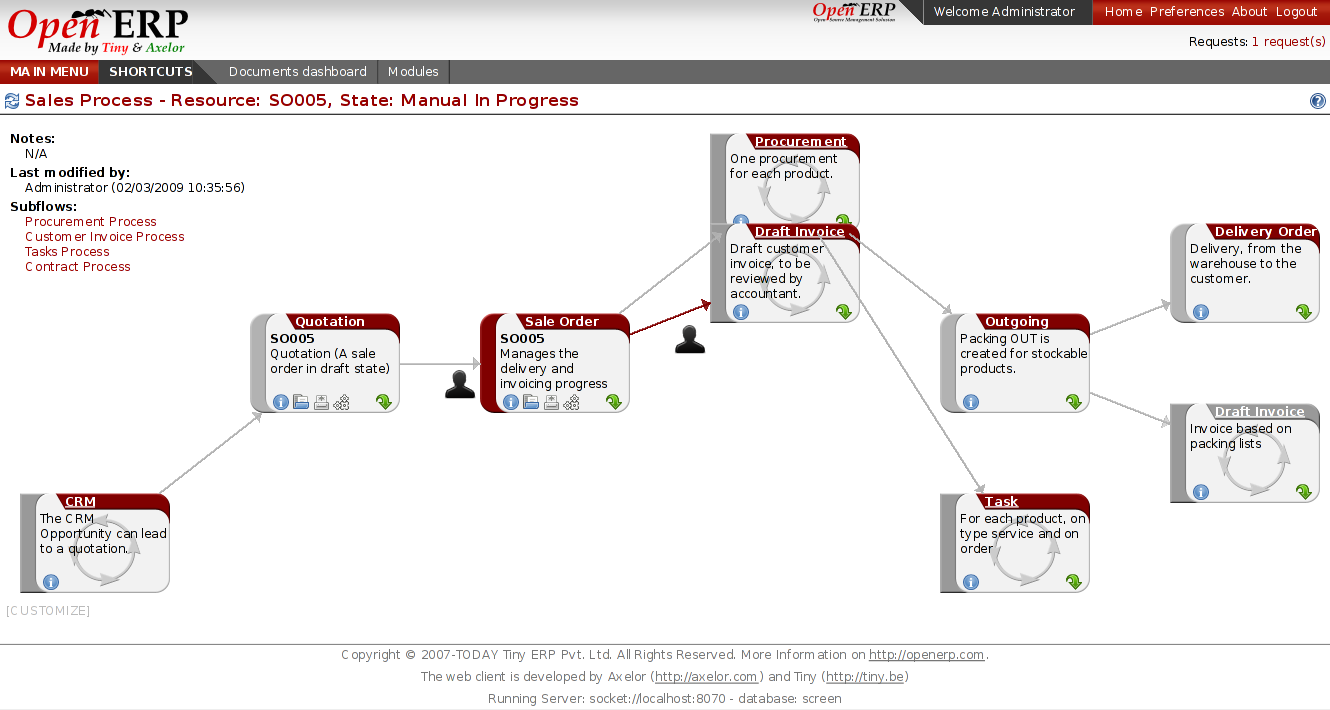 Open ERP
Made by Tiny & Axelor
Open ERP
Open Source Management Solution
Welcome Administrator
Home Preferences About Logout
Requests: 1 request(s)
MAIN MENU SHORTCUTS Documents dashboard Modules
Sales Process - Resource: SO005, State: Manual In Progress
Notes:
N/A
Last modified by:
Administrator (02/03/2009 10:35:56)
Subflows:
Procurement Process
Customer Invoice Process
Tasks Process
Contract Process
CRM
The CRM
Opportunity can lead
to a quotation.
Quotation
SO005
Quotation (A sale
order in draft state)
Sale Order
SO005
Manages the
delivery and
invoicing progress
Procurement
One procurement
for each product.
Draft Invoice
Draft customer
invoice, to be
reviewed by
accountant.
Outgoing
Packing OUT is
created for stockable
products.
Task
For each product, on
type service and on
order
Delivery Order
Delivery, from the
warehouse to the
customer.
Draft Invoice
Invoice based on
packing lists
[CUSTOMIZE]
Copyright © 2007-TODAY Tiny ERP Pvt. Ltd. All Rights Reserved. More Information on http://openerp.com.
The web client is developed by Axelor (http://axelor.com) and Tiny (http://tiny.be)
Running Server: socket://localhost:8070 - database: screen